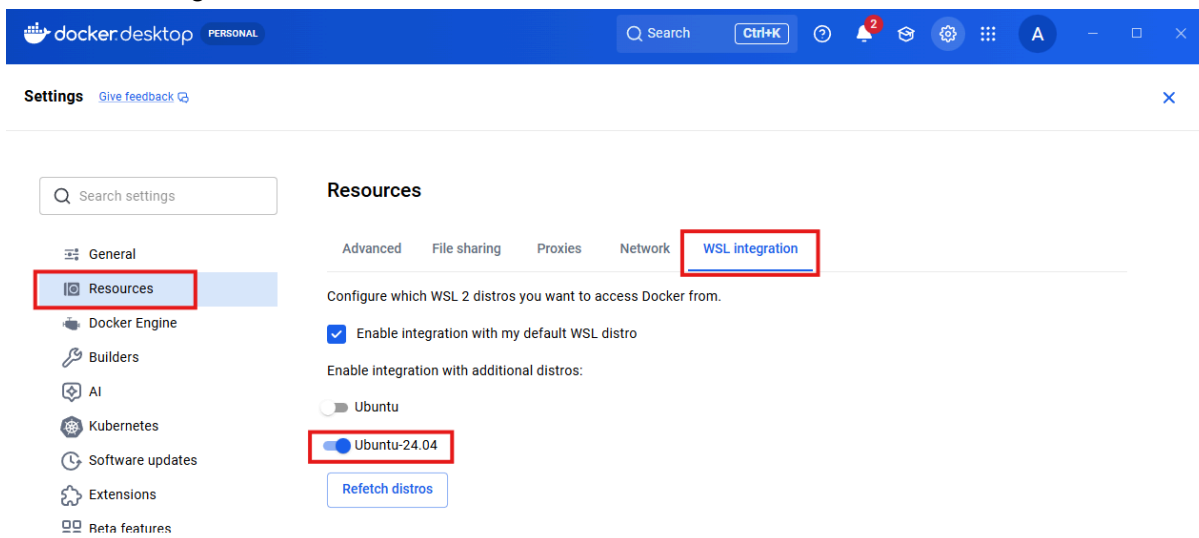 docker.desktop PERSONAL Search Ctrl+K 2 A
Settings Give feedback
Search settings
General
Resources
Docker Engine
Builders
AI
Kubernetes
Software updates
Extensions
Beta features
Resources
Advanced File sharing Proxies Network WSL integration
Configure which WSL 2 distros you want to access Docker from.
Enable integration with my default WSL distro
Enable integration with additional distros:
Ubuntu
Ubuntu-24.04
Refetch distros